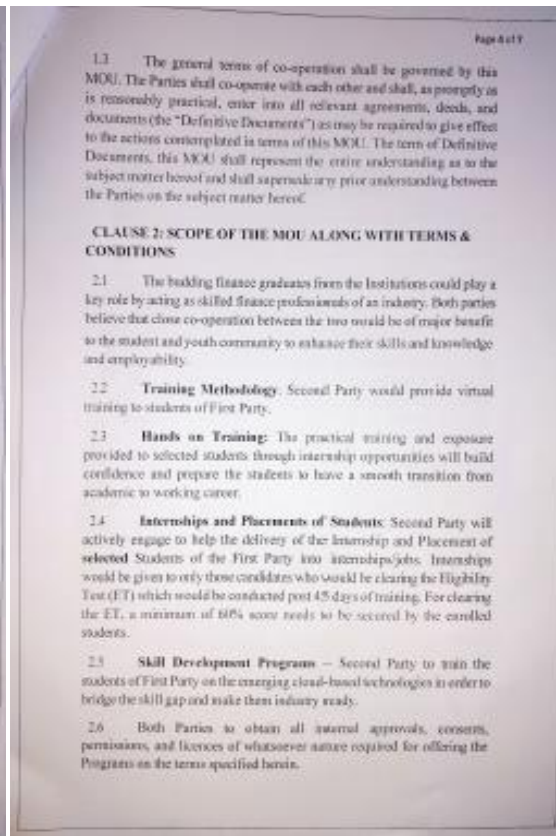 Page 4 of 9
1.3 The general terms of co-operation shall be governed by this
MOU. The Parties shall co-operate with each other and shall, as promptly as
is reasonably practical, enter into all relevant agreements, deeds, and
documents (the "Definitive Documents") as may be required to give effect
to the actions contemplated in terms of this MOU. The term of Definitive
Documents, this MOU shall represent the entire understanding as to the
subject matter hereof and shall supersede any prior understanding between
the Parties on the subject matter hereof.
CLAUSE 2: SCOPE OF THE MOU ALONG WITH TERMS &
CONDITIONS
2.1 The budding finance graduates from the Institutions could play a
key role by acting as skilled finance professionals of an industry. Both parties
believe that close co-operation between the two would be of major benefit
to the student and youth community to enhance their skills and knowledge
and employability.
2.2 Training Methodology: Second Party would provide virtual
training to students of First Party.
2.3 Hands on Training: The practical training and exposure
provided to selected students through internship opportunities will build
confidence and prepare the students to have a smooth transition from
academic to working career.
2.4 Internships and Placements of Students: Second Party will
actively engage to help the delivery of the Internship and Placement of
selected Students of the First Party into internships/jobs. Internships
would be given to only those candidates who would be clearing the Eligibility
Test (ET) which would be conducted post 45 days of training. For clearing
the ET, a minimum of 60% score needs to be secured by the enrolled
students.
2.5 Skill Development Programs – Second Party to train the
students of First Party on the emerging cloud-based technologies in order to
bridge the skill gap and make them industry ready.
2.6 Both Parties to obtain all internal approvals, consents,
permissions, and licences of whatsoever nature required for offering the
Programs on the terms specified herein.